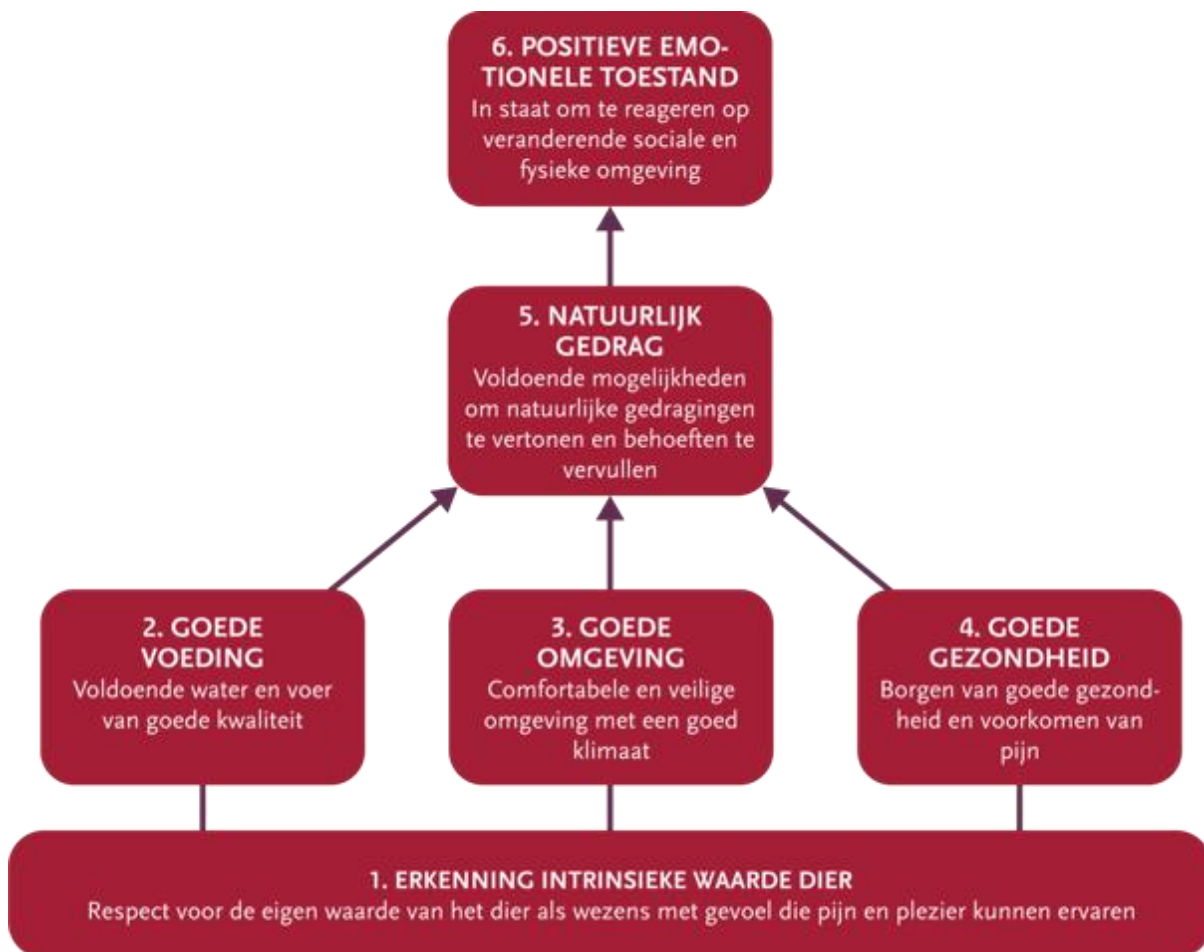 6. POSITIEVE EMO-
TIONELE TOESTAND
In staat om te reageren op
veranderende sociale en
fysieke omgeving
5. NATUURLIJK
GEDRAG
Voldoende mogelijkheden
om natuurlijke gedragingen
te vertonen en behoeften te
vervullen
2. GOEDE
VOEDING
Voldoende water en voer
van goede kwaliteit
3. GOEDE
OMGEVING
Comfortabele en veilige
omgeving met een goed
klimaat
4. GOEDE
GEZONDHEID
Borgen van goede gezond-
heid en voorkomen van
pijn
1. ERKENNING INTRINSIEKE WAARDE DIER
Respect voor de eigen waarde van het dier als wezens met gevoel die pijn en plezier kunnen ervaren